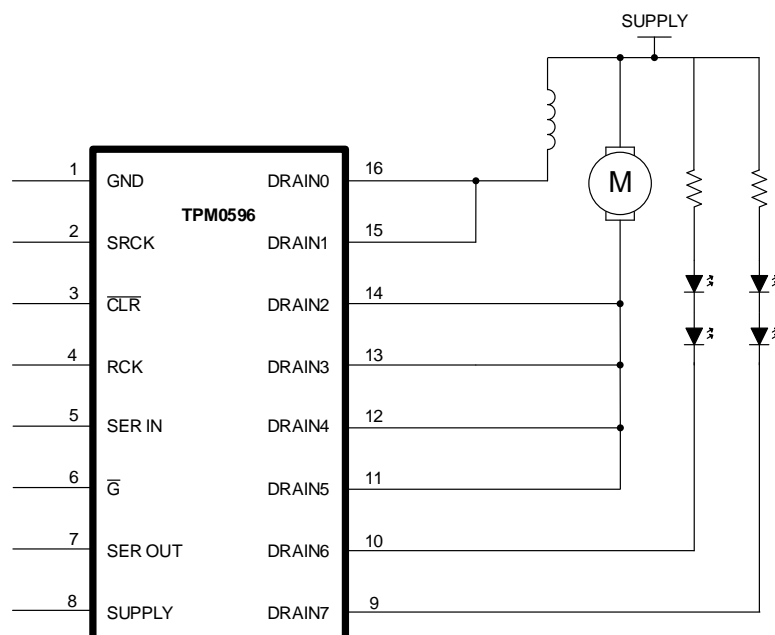 SUPPLY
1 GND DRAIN0 16
TPM0596
2 SRCK DRAIN1 15
3 CLR DRAIN2 14
4 RCK DRAIN3 13
5 SER IN DRAIN4 12
6 G DRAIN5 11
7 SER OUT DRAIN6 10
8 SUPPLY DRAIN7 9
M